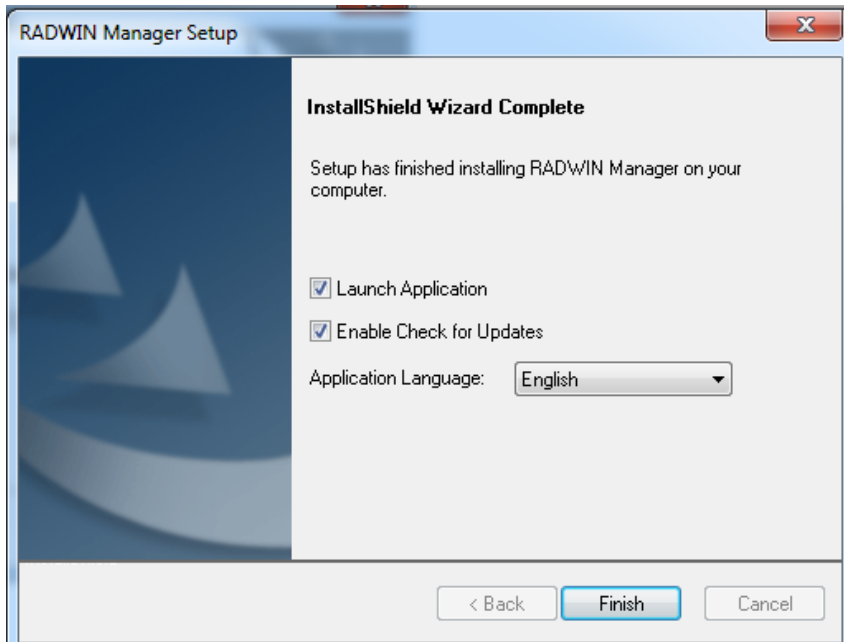 RADWIN Manager Setup
InstallShield Wizard Complete
Setup has finished installing RADWIN Manager on your
computer.
Launch Application
Enable Check for Updates
Application Language: English
< Back Finish Cancel